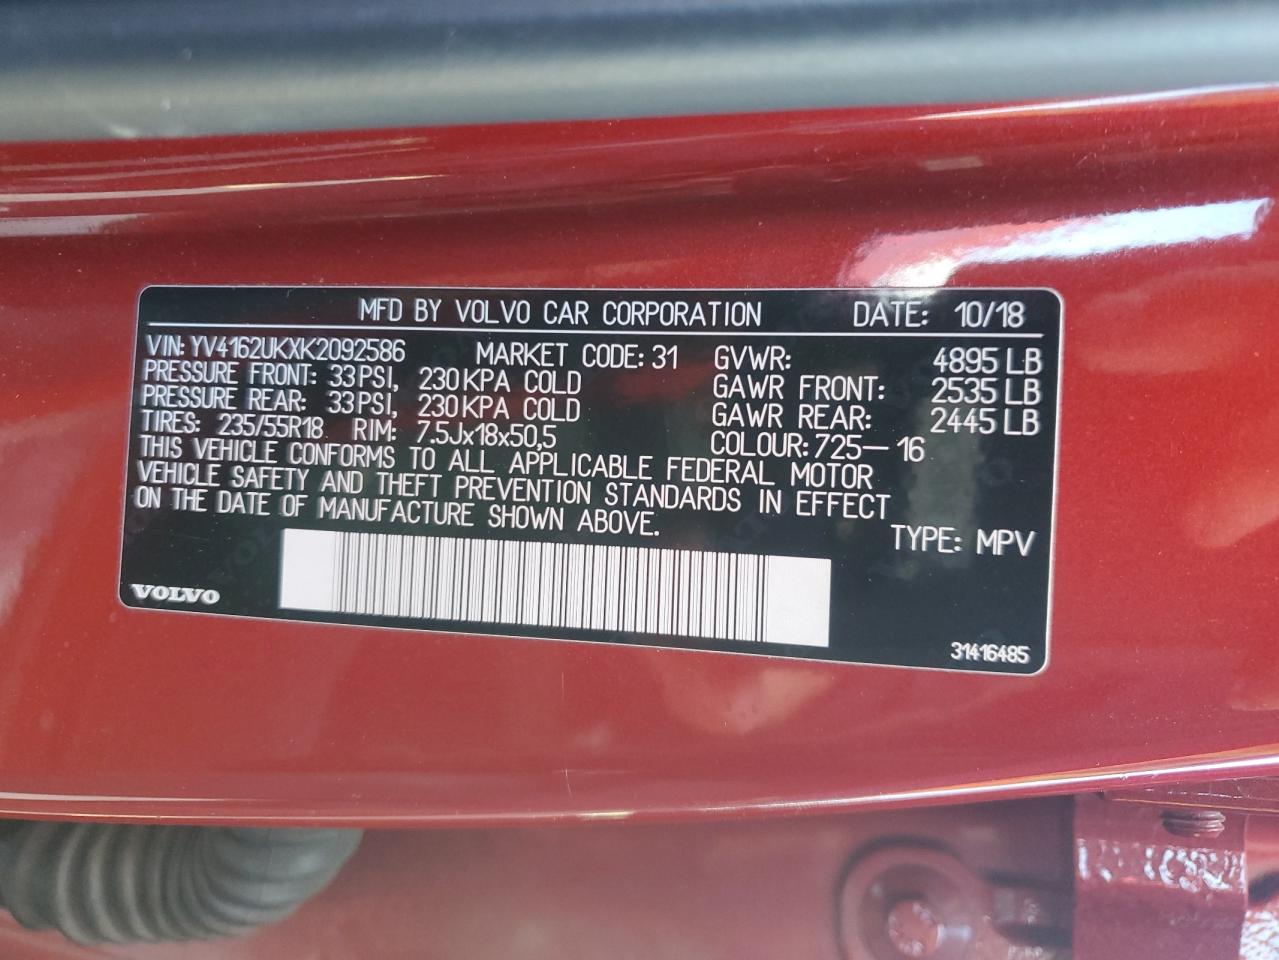 MFD BY VOLVO CAR CORPORATION DATE: 10/18
VIN: YV4162UKXK2092586 MARKET CODE: 31 GVWR: 4895 LB
PRESSURE FRONT: 33 PSI, 230 KPA COLD GAWR FRONT: 2535 LB
PRESSURE REAR: 33 PSI, 230 KPA COLD GAWR REAR: 2445 LB
TIRES: 235/55R18 RIM: 7.5Jx18x50,5 COLOUR: 725-16
THIS VEHICLE CONFORMS TO ALL APPLICABLE FEDERAL MOTOR
VEHICLE SAFETY AND THEFT PREVENTION STANDARDS IN EFFECT
ON THE DATE OF MANUFACTURE SHOWN ABOVE.
TYPE: MPV
VOLVO
31416485